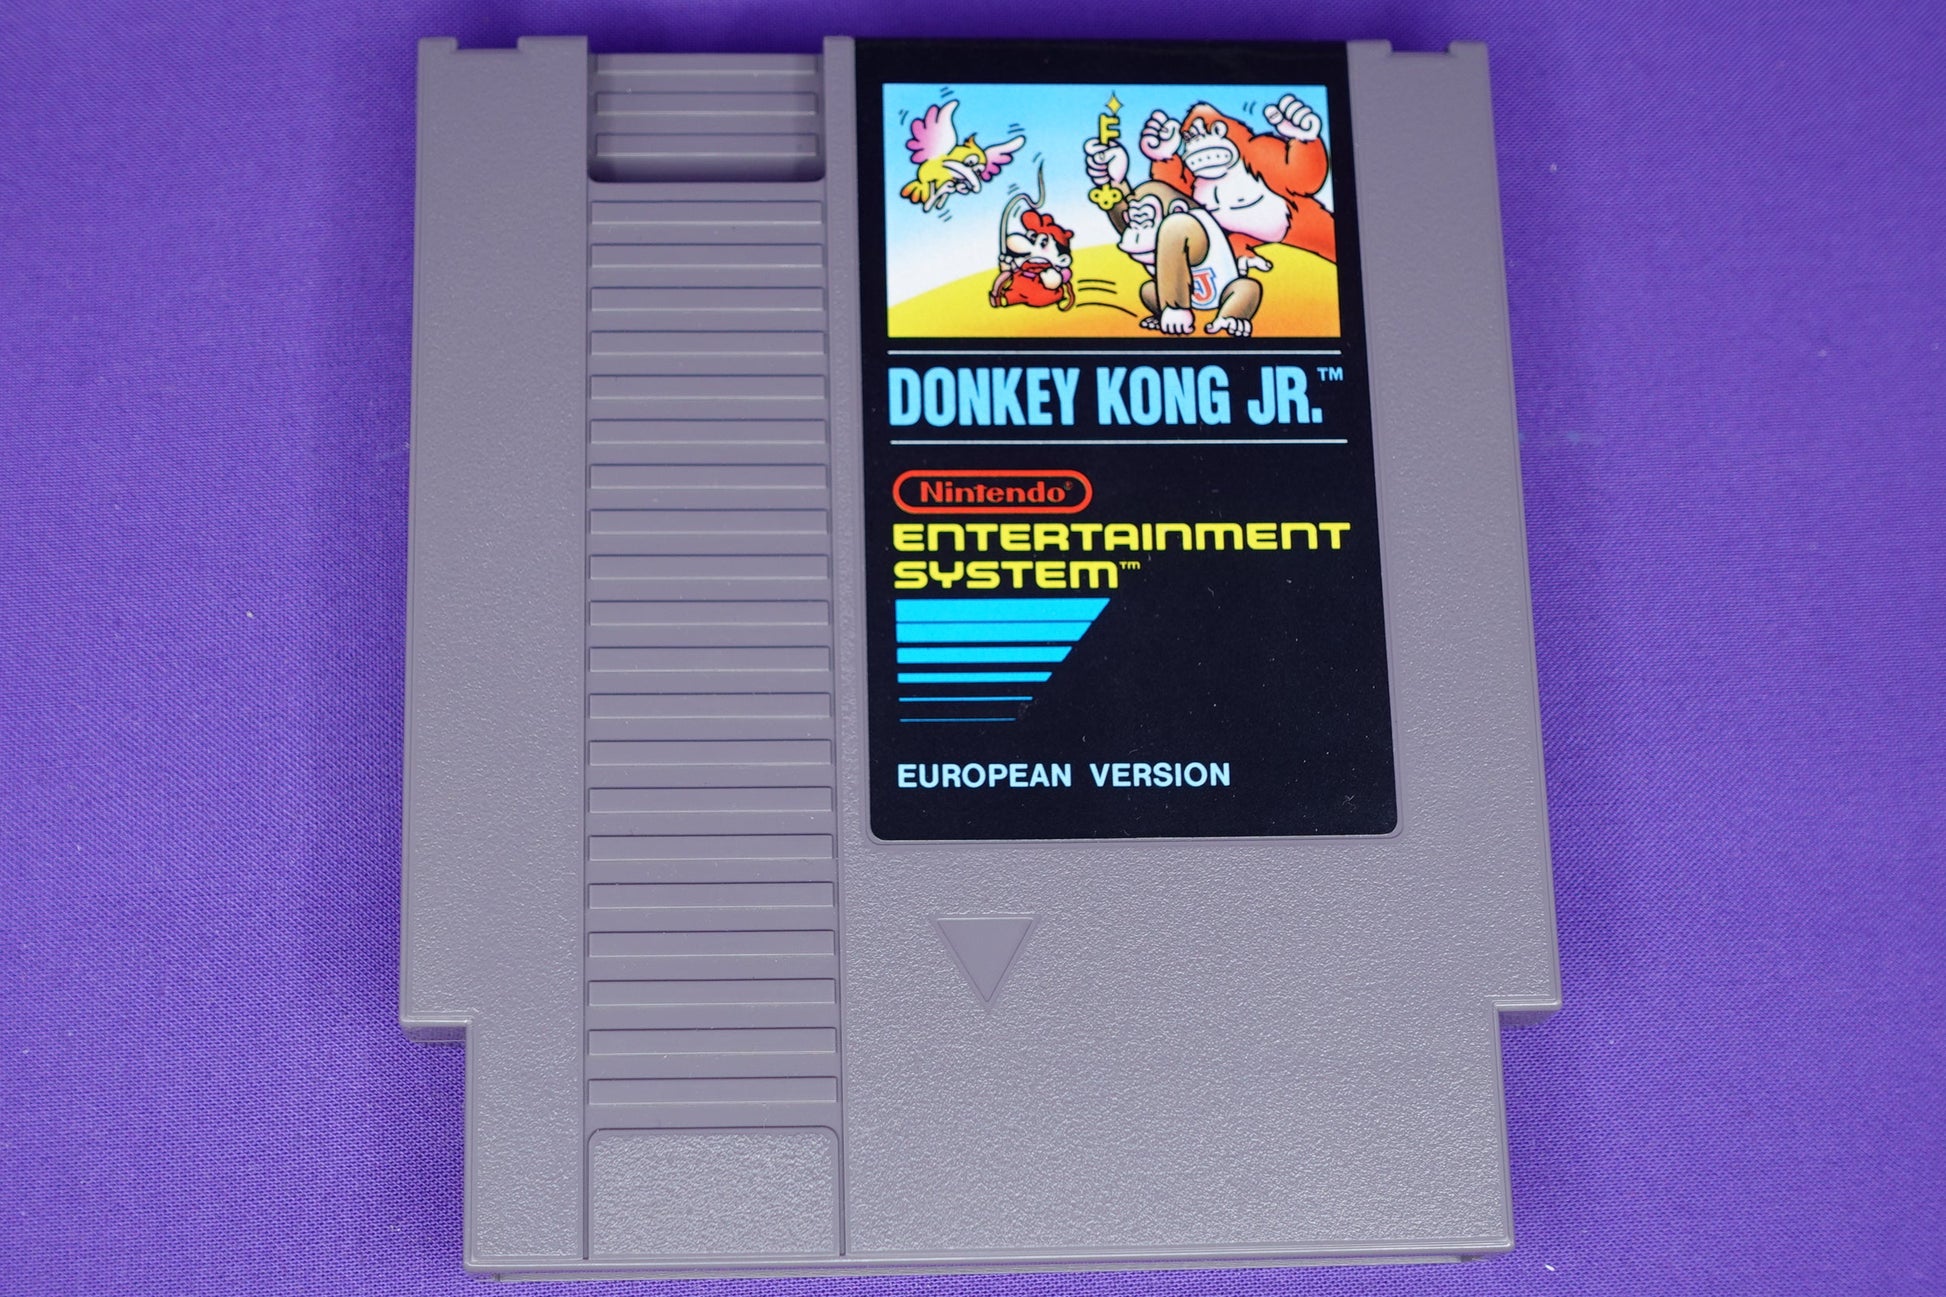 J
DONKEY KONG JR.™
Nintendo®
ENTERTAINMENT
SYSTEM™
EUROPEAN VERSION